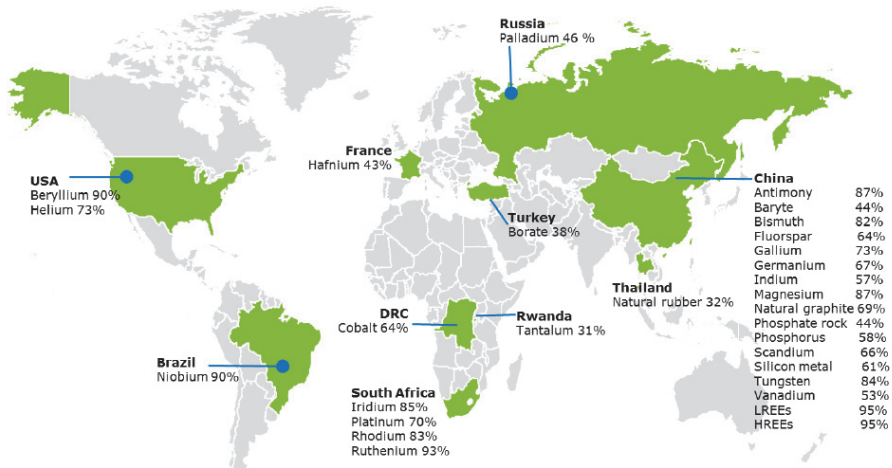 Russia
Palladium 46 %
France
Hafnium 43%
USA
Beryllium 90%
Helium 73%
Turkey
Borate 38%
China
Antimony 87%
Baryte 44%
Bismuth 82%
Fluorspar 64%
Gallium 73%
Germanium 67%
Indium 57%
Magnesium 87%
Natural graphite 69%
Phosphate rock 44%
Phosphorus 58%
Scandium 66%
Silicon metal 61%
Tungsten 84%
Vanadium 53%
LREEs 95%
HREEs 95%
Thailand
Natural rubber 32%
DRC
Cobalt 64%
Rwanda
Tantalum 31%
Brazil
Niobium 90%
South Africa
Iridium 85%
Platinum 70%
Rhodium 83%
Ruthenium 93%